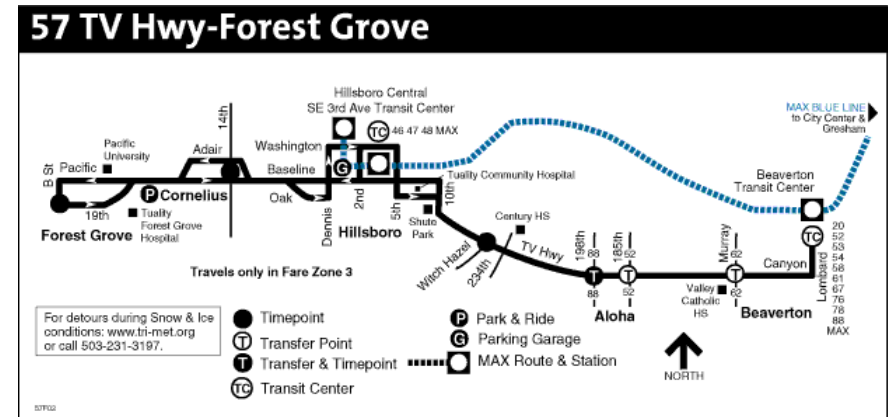 57 TV Hwy-Forest Grove
Hillsboro Central
SE 3rd Ave Transit Center
TC 46 47 48 MAX
MAX BLUE LINE
to City Center &
Gresham
14th
Pacific
University
Adair
Washington
B St
Pacific
Baseline
G
Beaverton
Transit Center
P Cornelius
Oak
Tuality Community Hospital
19th
Tuality
Forest Grove
Hospital
Forest Grove
Dennis
2nd
Hillsboro
5th
10th
Shute
Park
Century HS
Witch Hazel
234th
TV Hwy
198th
88
T
88
185th
52
T
52
Aloha
Murray
62
T
62
Valley
Catholic
HS
Canyon
Beaverton
TC
Lombard
20
52
53
54
58
61
67
76
78
88
MAX
Travels only in Fare Zone 3
For detours during Snow & Ice
conditions: www.tri-met.org
or call 503-231-3197.
Timepoint
T Transfer Point
T Transfer & Timepoint
TC Transit Center
P Park & Ride
G Parking Garage
MAX Route & Station
NORTH